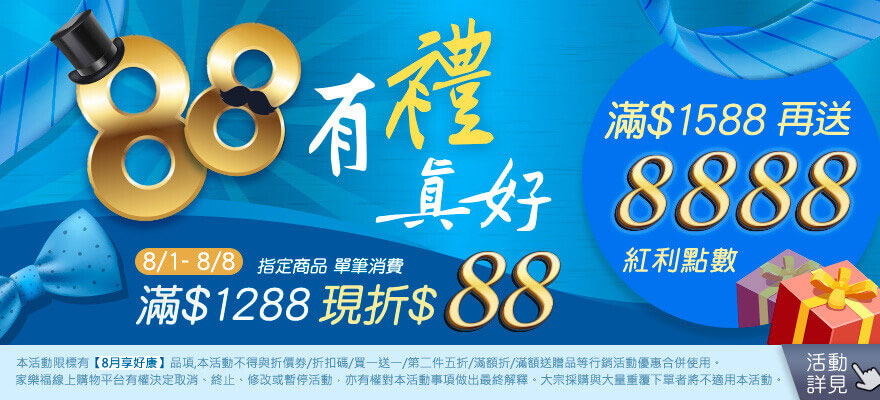 88
有禮
真好
滿$1588 再送
8888
紅利點數
8/1- 8/8 指定商品 單筆消費
滿$1288 現折$88
本活動限標有【8月享好康】品項,本活動不得與折價券/折扣碼/買一送一/第二件五折/滿額折/滿額送贈品等行銷活動優惠合併使用。
家樂福線上購物平台有權決定取消、終止、修改或暫停活動，亦有權對本活動事項做出最終解釋。大宗採購與大量重覆下單者將不適用本活動。
活動
詳見